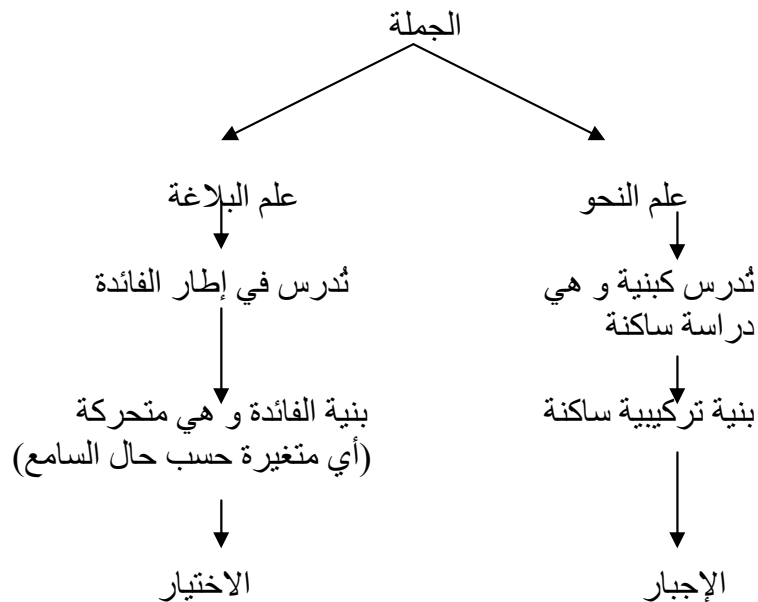 الجملة
علم النحو
علم البلاغة
تُدرس كبنية و هي
دراسة ساكنة
تُدرس في إطار الفائدة
بنية تركيبية ساكنة
بنية الفائدة و هي متحركة
(أي متغيرة حسب حال السامع)
الإجبار
الاختيار